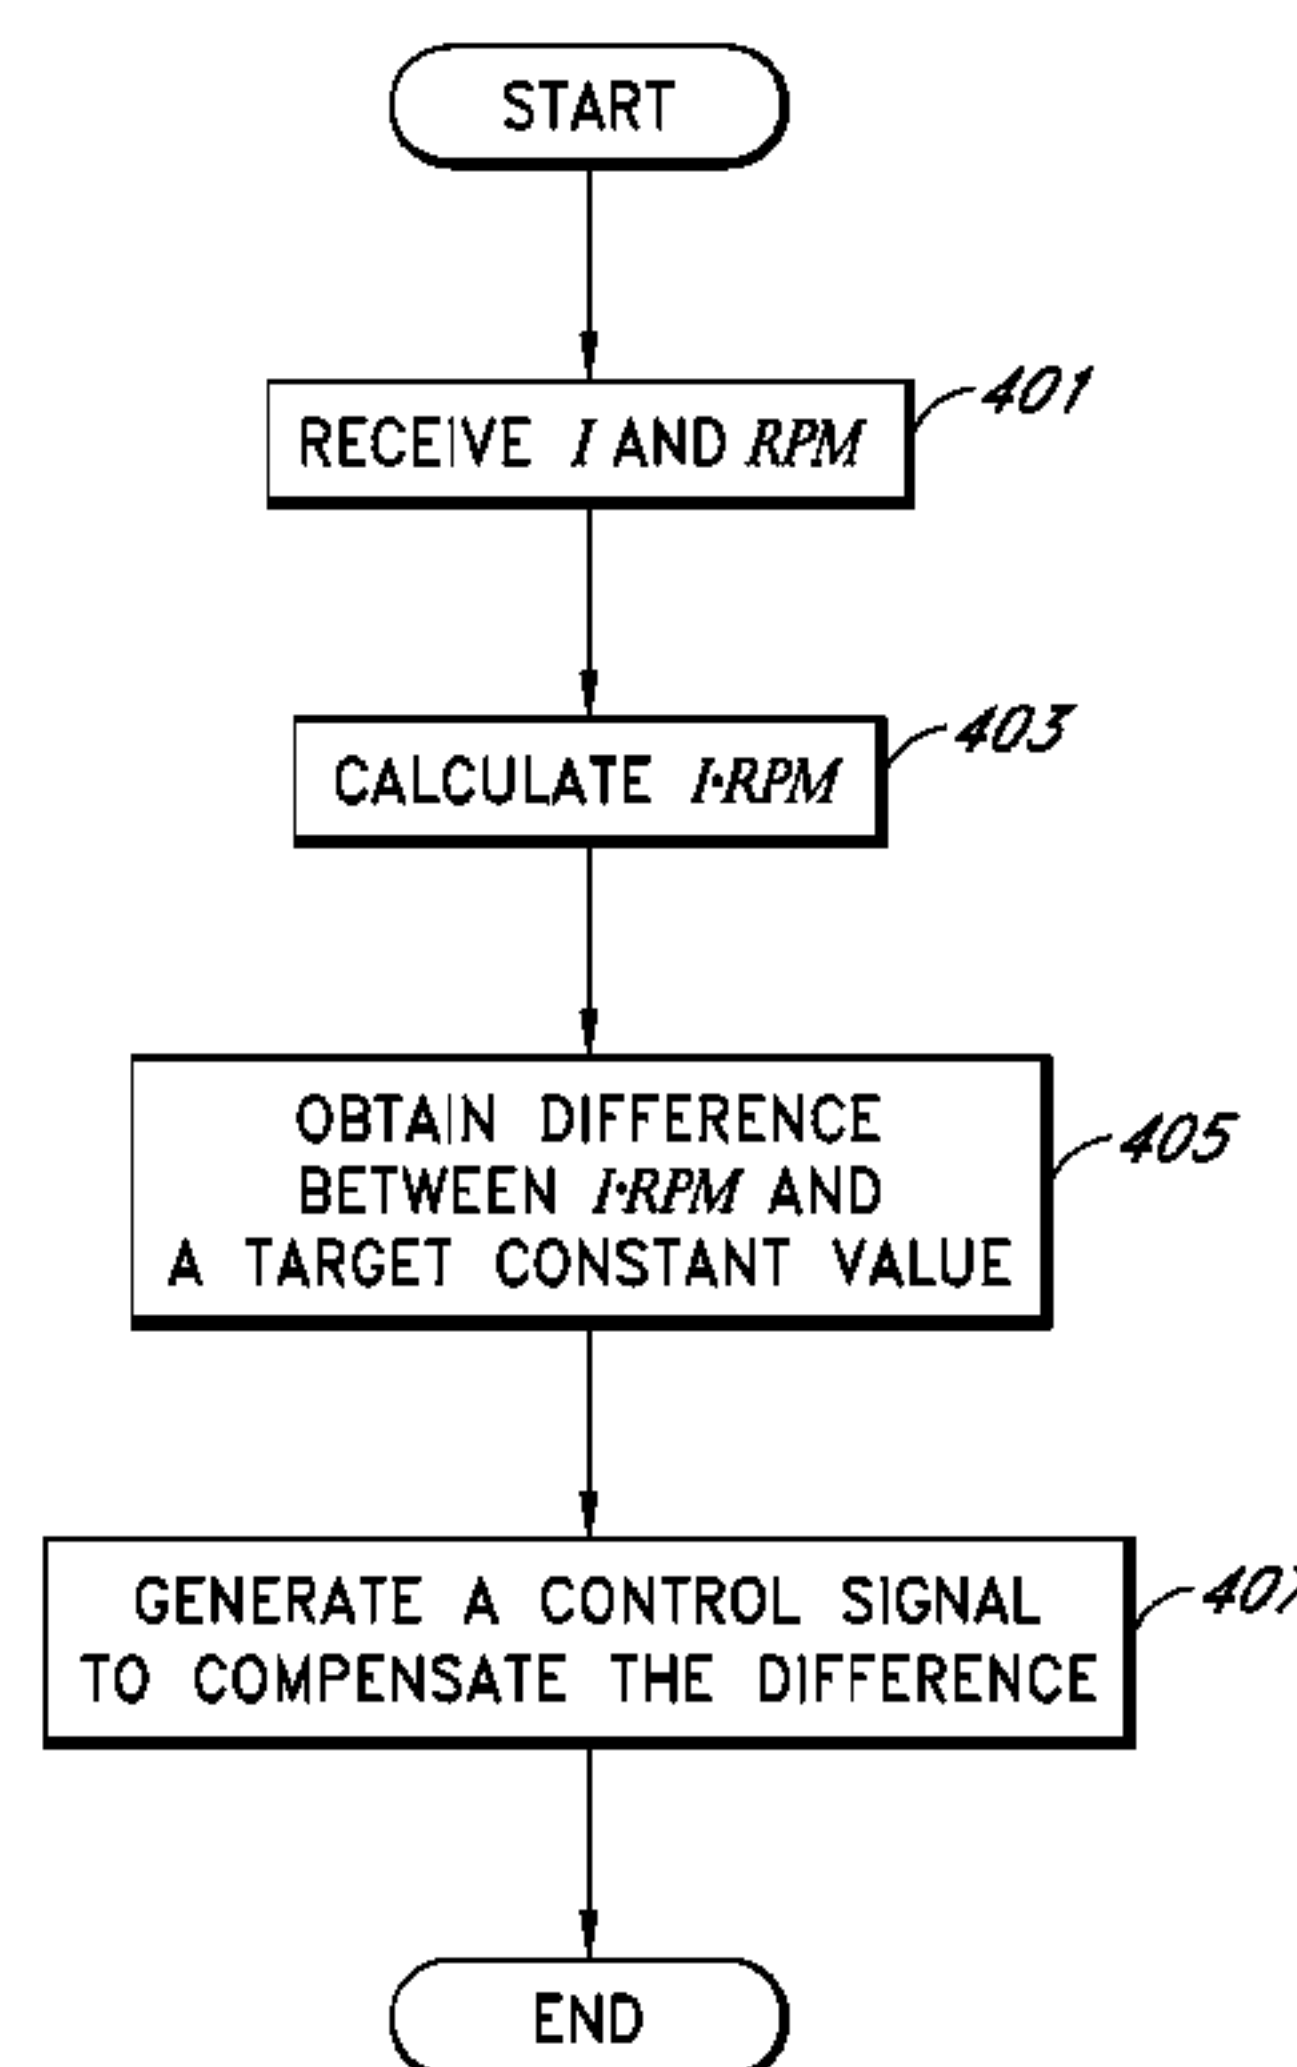 START
RECEIVE I AND RPM
401
CALCULATE I•RPM
403
OBTAIN DIFFERENCE
BETWEEN I•RPM AND
A TARGET CONSTANT VALUE
405
GENERATE A CONTROL SIGNAL
TO COMPENSATE THE DIFFERENCE
407
END